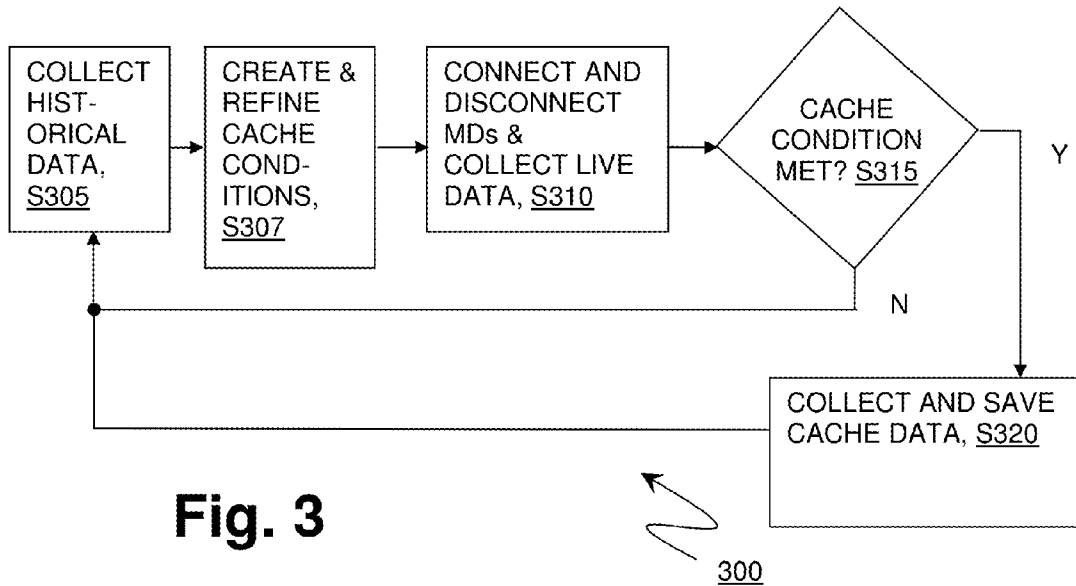 COLLECT
HIST-
ORICAL
DATA,
S305
CREATE &
REFINE
CACHE
COND-
ITIONS,
S307
CONNECT AND
DISCONNECT
MDs &
COLLECT LIVE
DATA, S310
CACHE
CONDITION
MET? S315
Y
N
COLLECT AND SAVE
CACHE DATA, S320
Fig. 3
300